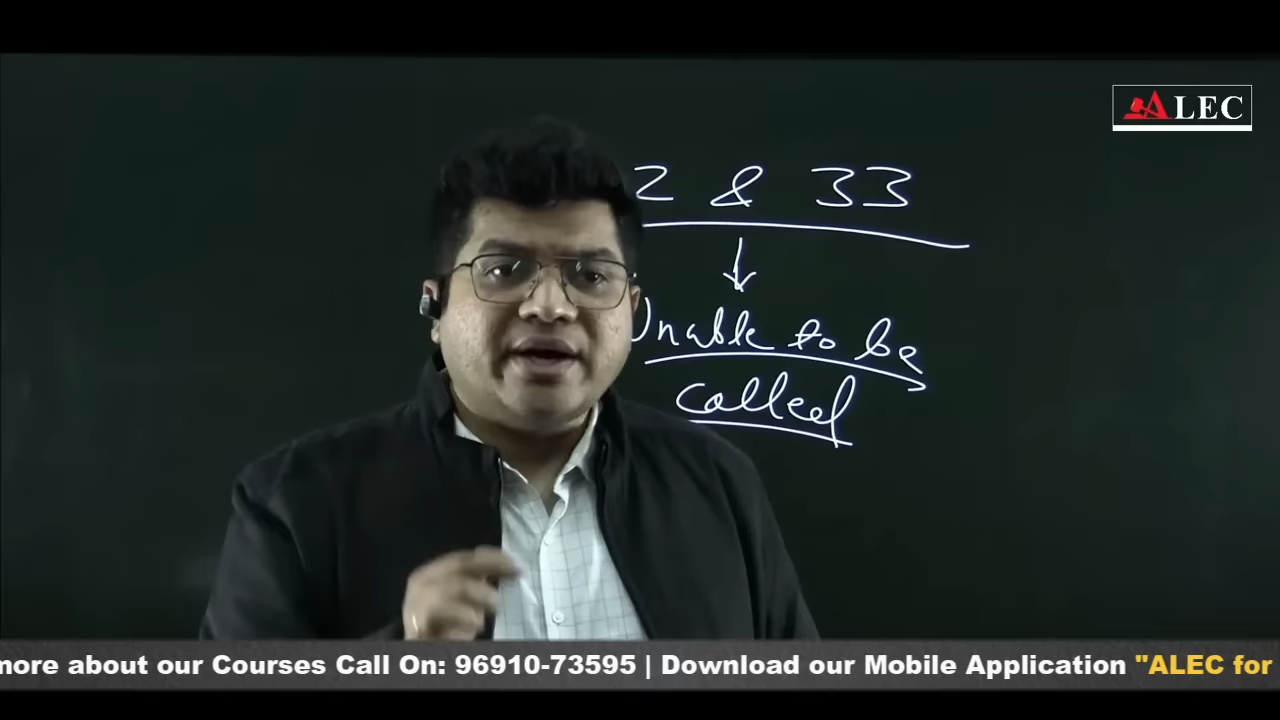 ALEC
2 & 33
Unable to be
called
more about our Courses Call On: 96910-73595 | Download our Mobile Application "ALEC for